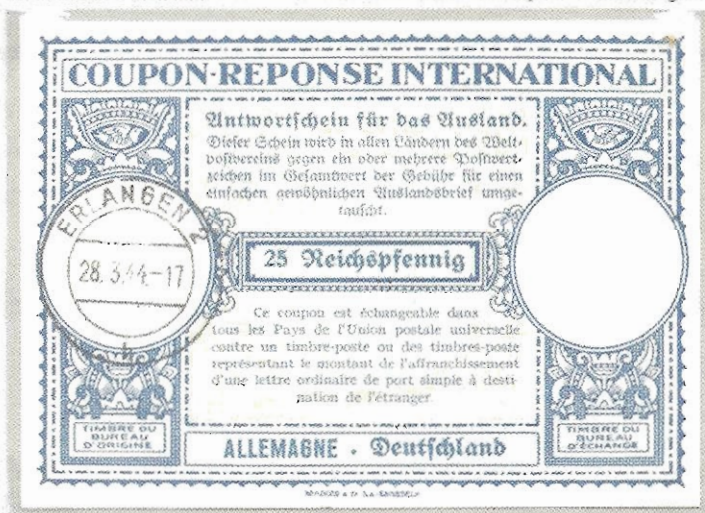 COUPON-REPONSE INTERNATIONAL
Antwortschein für das Ausland.
Dieser Schein wird in allen Ländern des Welt-
postvereins gegen ein oder mehrere Postwert-
zeichen im Gesamtwert der Gebühr für einen
einfachen gewöhnlichen Auslandsbrief umge-
tauscht.
ERLANGEN 2
28.3.44-17
25 Reichspfennig
Ce coupon est échangeable dans
tous les Pays de l'Union postale universelle
contre un timbre-poste ou des timbres-poste
représentant le montant de l'affranchissement
d'une lettre ordinaire de port simple à desti-
nation de l'étranger.
TIMBRE DU
BUREAU
D'ORIGINE
TIMBRE DU
BUREAU
D'ÉCHANGE
ALLEMAGNE - Deutschland